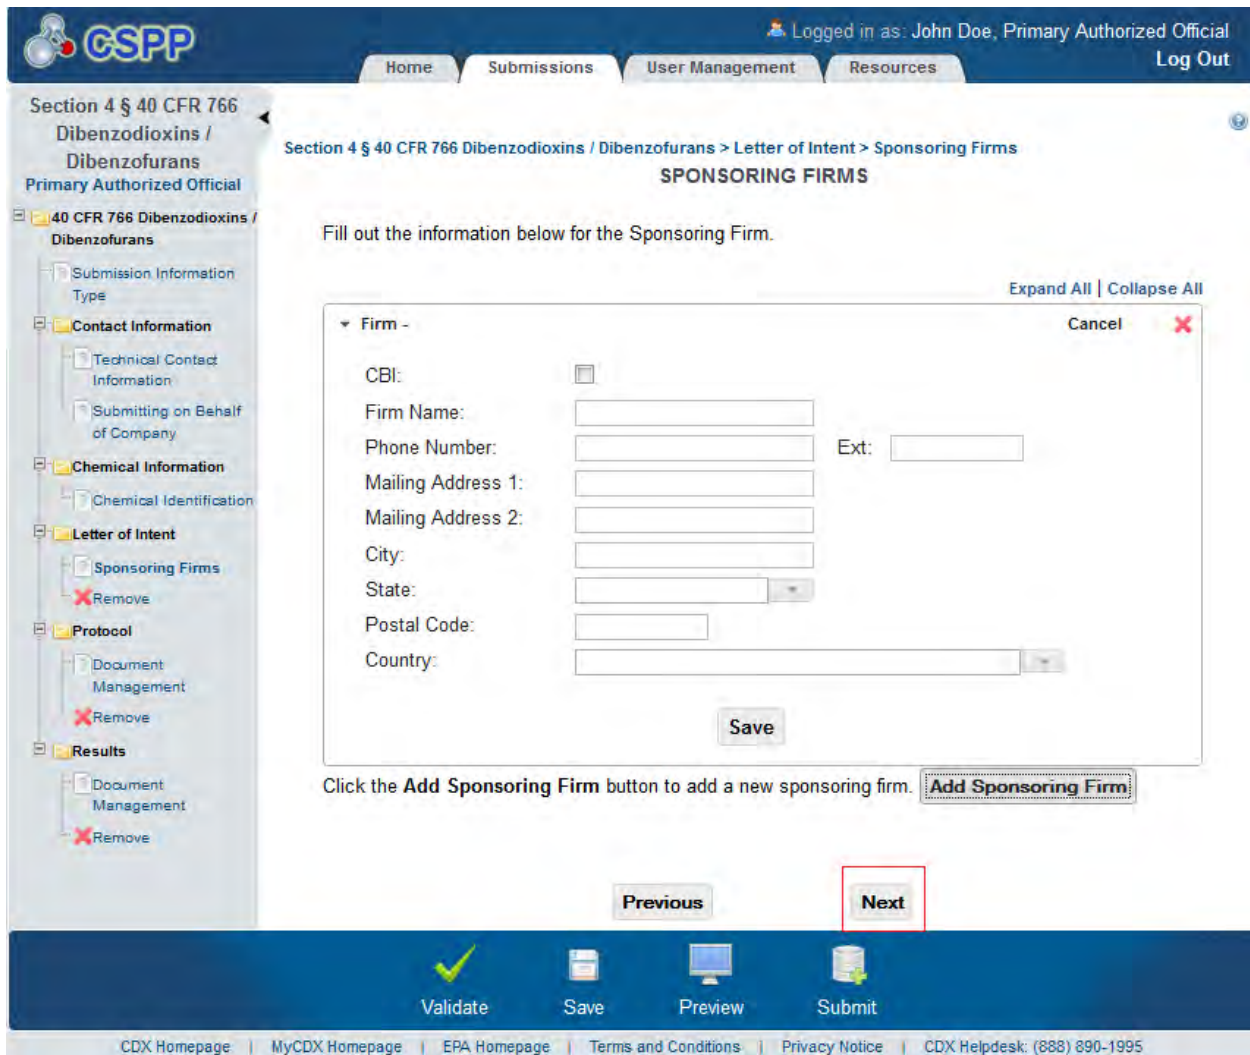 CSPP
Logged in as: John Doe, Primary Authorized Official
Log Out
Home
Submissions
User Management
Resources
Section 4 § 40 CFR 766
Dibenzodioxins /
Dibenzofurans
Primary Authorized Official
40 CFR 766 Dibenzodioxins /
Dibenzofurans
Submission Information
Type
Contact Information
Technical Contact
Information
Submitting on Behalf
of Company
Chemical Information
Chemical Identification
Letter of Intent
Sponsoring Firms
Remove
Protocol
Document
Management
Remove
Results
Document
Management
Remove
Section 4 § 40 CFR 766 Dibenzodioxins / Dibenzofurans > Letter of Intent > Sponsoring Firms
SPONSORING FIRMS
Fill out the information below for the Sponsoring Firm.
Expand All | Collapse All
Firm -
Cancel
CBI:
Firm Name:
Phone Number:
Ext:
Mailing Address 1:
Mailing Address 2:
City:
State:
Postal Code:
Country:
Save
Click the Add Sponsoring Firm button to add a new sponsoring firm. Add Sponsoring Firm
Previous
Next
Validate
Save
Preview
Submit
CDX Homepage | MyCDX Homepage | EPA Homepage | Terms and Conditions | Privacy Notice | CDX Helpdesk: (888) 890-1995